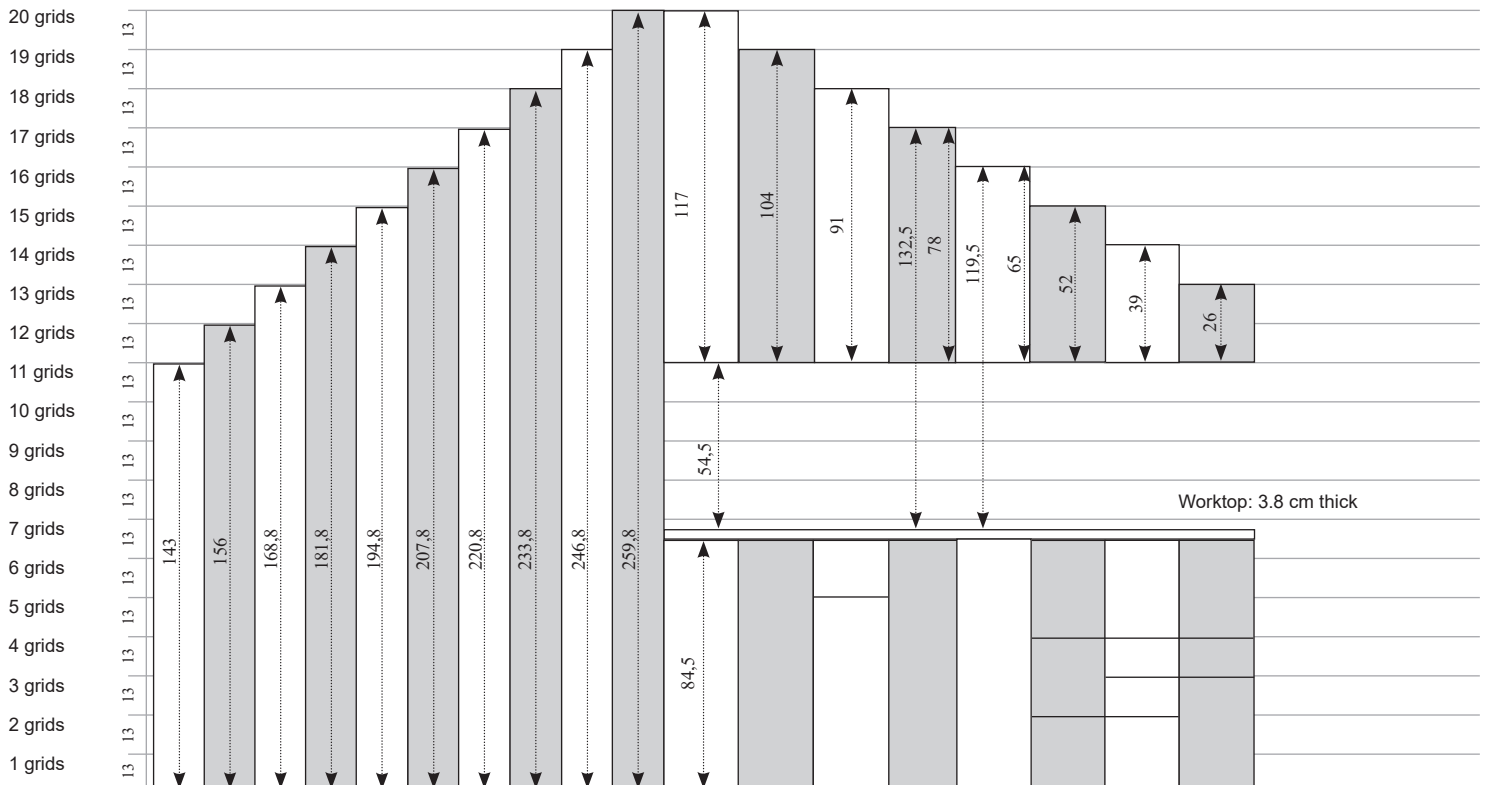 20 grids
13
19 grids
13
18 grids
13
17 grids
13
16 grids
13
15 grids
13
14 grids
13
13 grids
13
12 grids
13
11 grids
13
10 grids
13
9 grids
13
8 grids
13
7 grids
13
6 grids
13
5 grids
13
4 grids
13
3 grids
13
2 grids
13
1 grids
13
143
156
168,8
181,8
194,8
207,8
220,8
233,8
246,8
259,8
117
104
91
132,5
78
119,5
65
52
39
26
54,5
Worktop: 3.8 cm thick
84,5